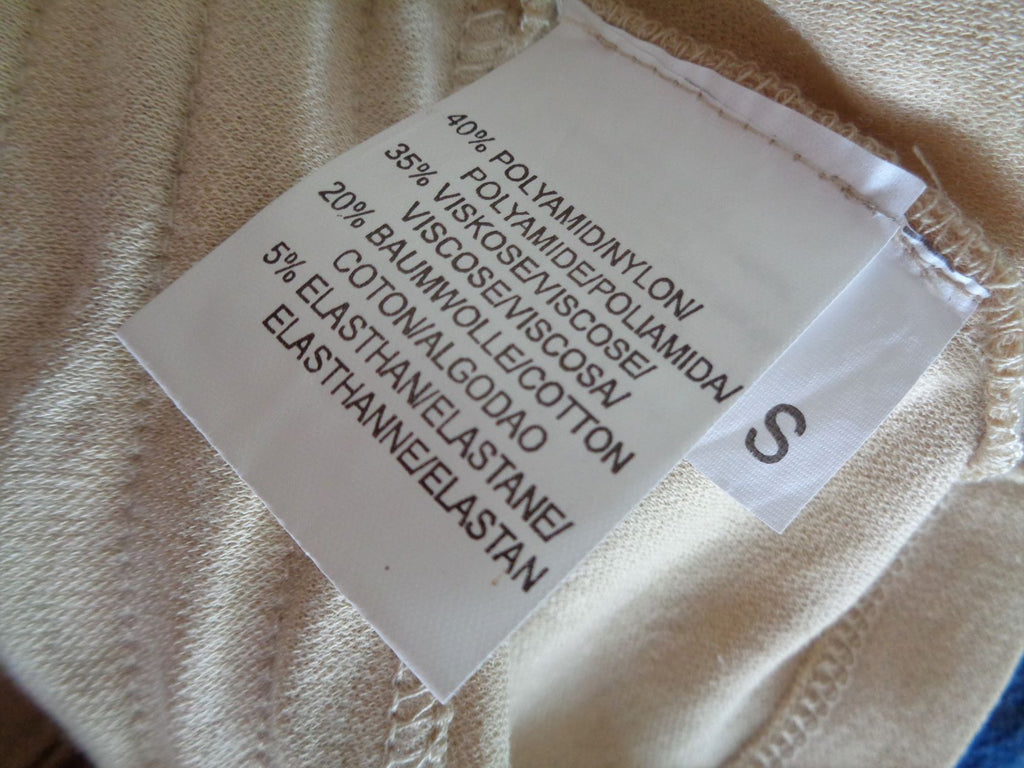 40% POLYAMID/NYLON/
POLYAMIDE/POLIAMIDA/
35% VISKOSE/VISCOSE/
VISCOSE/VISCOSA/
20% BAUMWOLLE/COTTON
COTON/ALGODAO
5% ELASTHAN/ELASTANE/
ELASTHANNE/ELASTAN
S